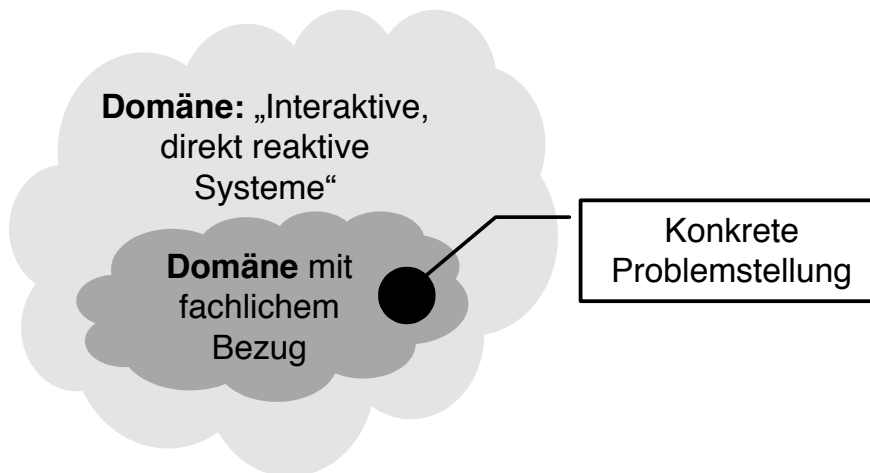 Domäne: „Interaktive,
direkt reaktive
Systeme“
Domäne mit
fachlichem
Bezug
Konkrete
Problemstellung